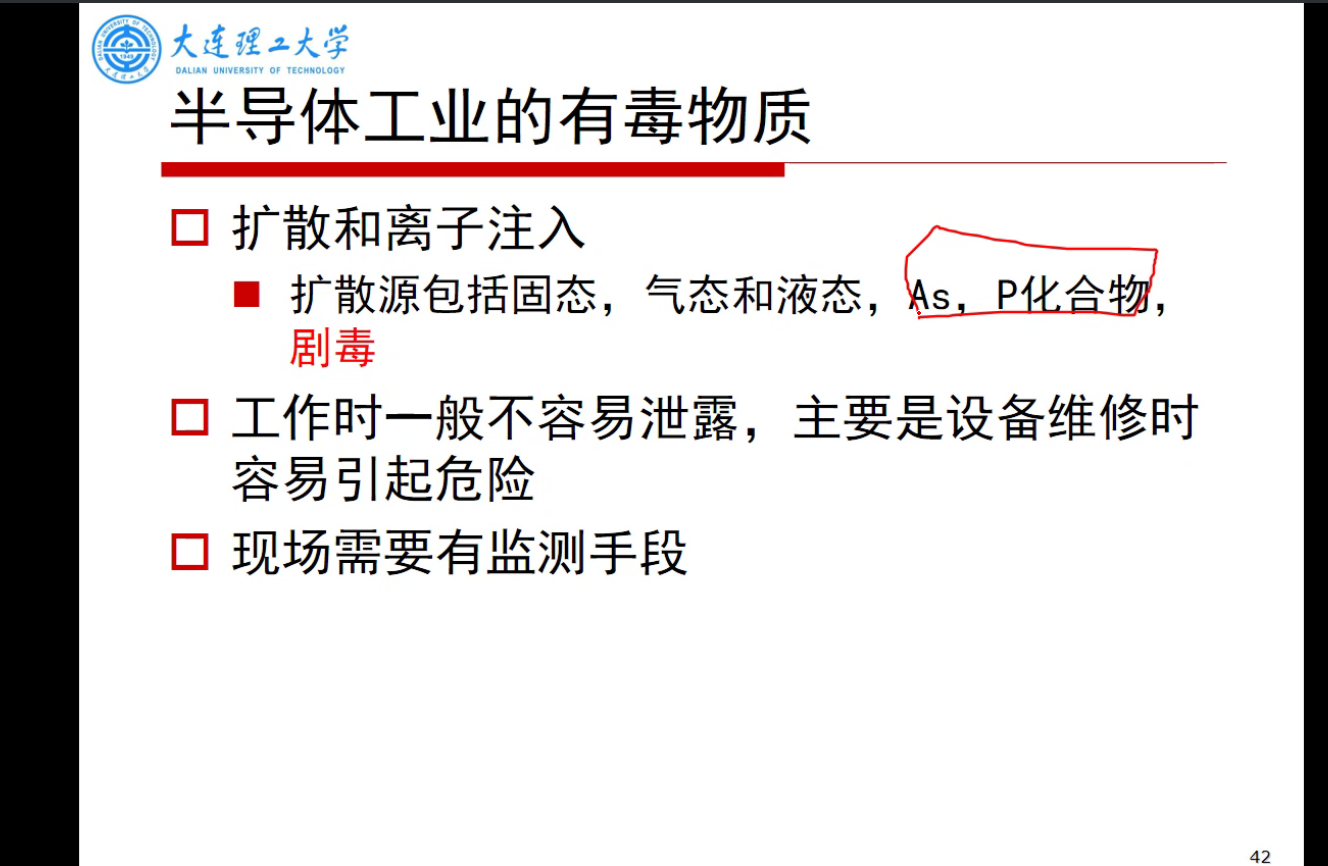 大连理工大学
DALIAN UNIVERSITY OF TECHNOLOGY
半导体工业的有毒物质
扩散和离子注入
扩散源包括固态，气态和液态，As，P化合物，
剧毒
工作时一般不容易泄露，主要是设备维修时
容易引起危险
现场需要有监测手段
42